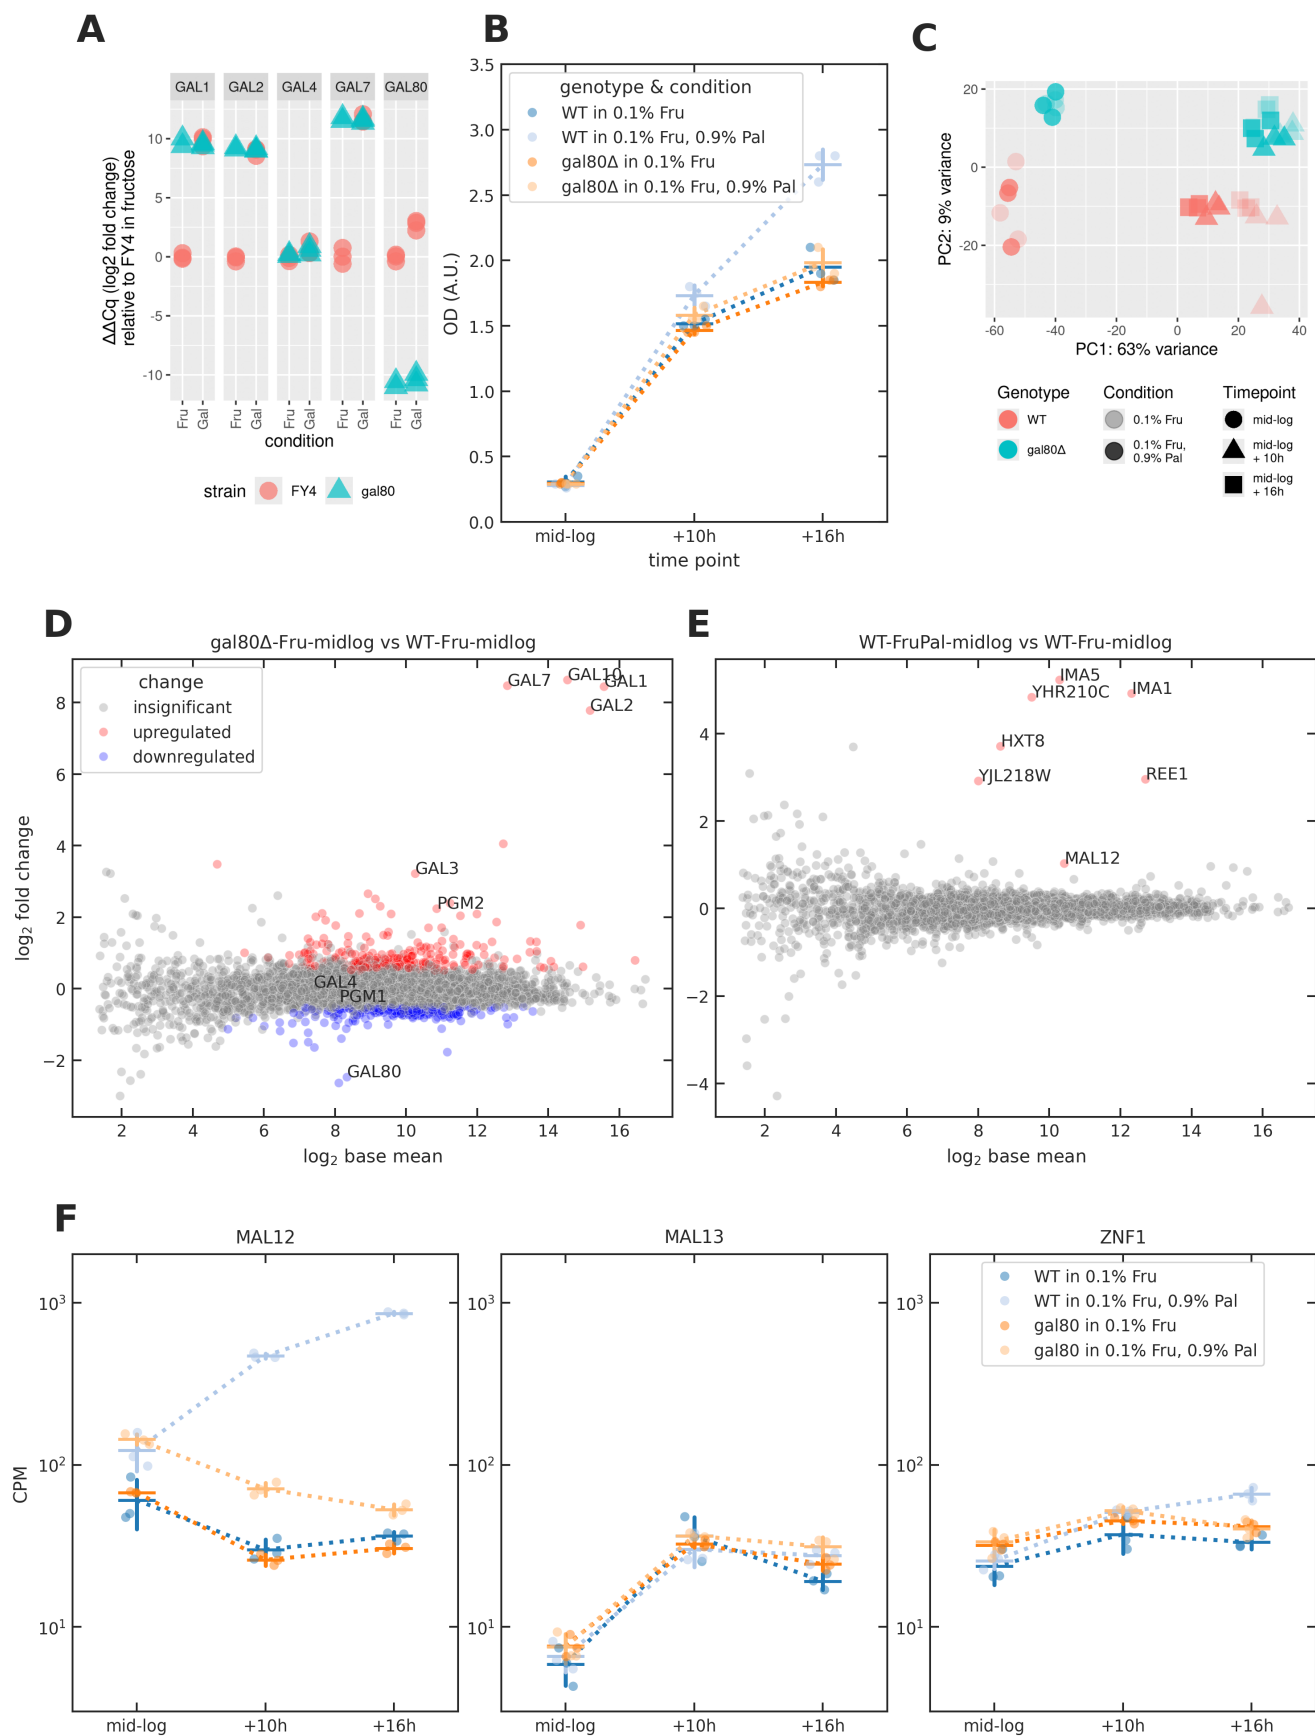 A
GAL1 GAL2 GAL4 GAL7 GAL80
10
5
0
-5
-10
ΔΔCq (log2 fold change)
relative to FY4 in fructose
Fru Gal Fru Gal Fru Gal Fru Gal Fru Gal
condition
strain FY4 gal80
B
3.5
3.0
2.5
2.0
1.5
1.0
0.5
0.0
OD (A.U.)
genotype & condition
WT in 0.1% Fru
WT in 0.1% Fru, 0.9% Pal
gal80Δ in 0.1% Fru
gal80Δ in 0.1% Fru, 0.9% Pal
mid-log +10h +16h
time point
C
20
0
-20
PC2: 9% variance
-60 -40 -20 0 20 40
PC1: 63% variance
Genotype
WT
gal80Δ
Condition
0.1% Fru
0.1% Fru,
0.9% Pal
Timepoint
mid-log
mid-log
+ 10h
mid-log
+ 16h
D
gal80Δ-Fru-midlog vs WT-Fru-midlog
change
insignificant
upregulated
downregulated
GAL7
GAL10
GAL1
GAL2
GAL3
PGM2
GAL4
PGM1
GAL80
8
6
4
2
0
−2
log2 fold change
2 4 6 8 10 12 14 16
log2 base mean
E
WT-FruPal-midlog vs WT-Fru-midlog
IMA5
YHR210C
IMA1
HXT8
YJL218W
REE1
MAL12
4
2
0
−2
−4
2 4 6 8 10 12 14 16
log2 base mean
F
MAL12
10³
10²
10¹
CPM
mid-log +10h +16h
MAL13
10³
10²
10¹
mid-log +10h +16h
ZNF1
WT in 0.1% Fru
WT in 0.1% Fru, 0.9% Pal
gal80 in 0.1% Fru
gal80 in 0.1% Fru, 0.9% Pal
10³
10²
10¹
mid-log +10h +16h